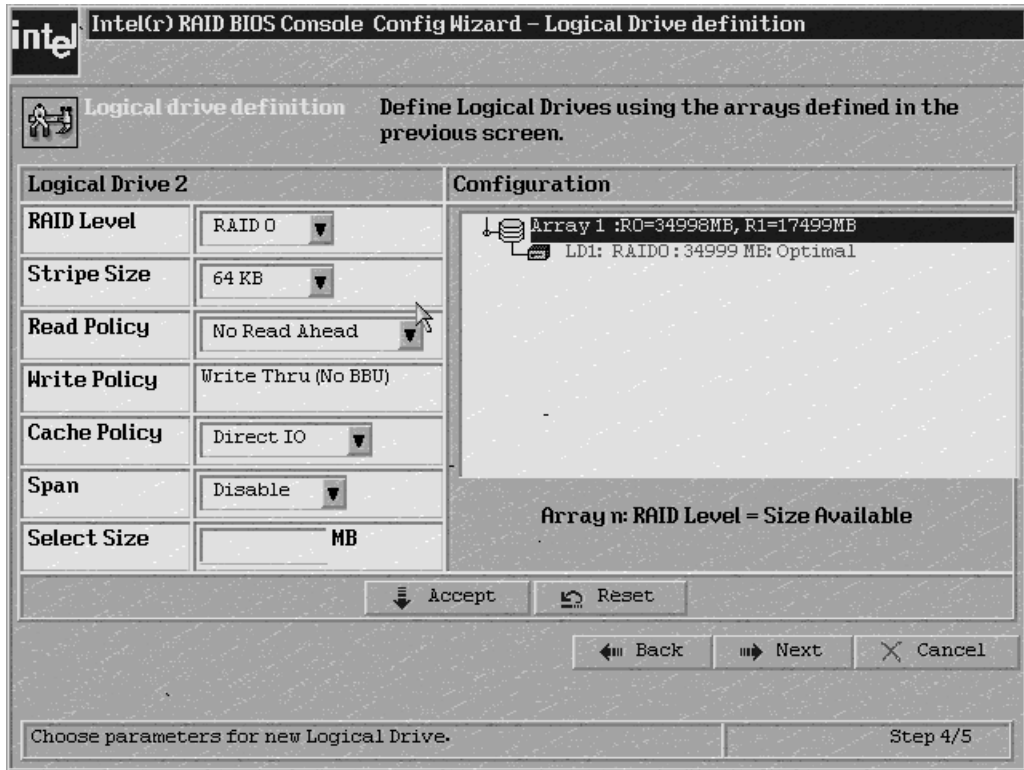 intel
Intel(r) RAID BIOS Console Config Wizard – Logical Drive definition
Logical drive definition
Define Logical Drives using the arrays defined in the
previous screen.
Logical Drive 2
Configuration
RAID Level
RAID 0
Array 1 :R0=34998MB, R1=17499MB
LD1: RAID0 : 34999 MB: Optimal
Stripe Size
64 KB
Read Policy
No Read Ahead
Write Policy
Write Thru (No BBU)
Cache Policy
Direct IO
Span
Disable
Array n: RAID Level = Size Available
Select Size
MB
Accept
Reset
Back
Next
Cancel
Choose parameters for new Logical Drive.
Step 4/5